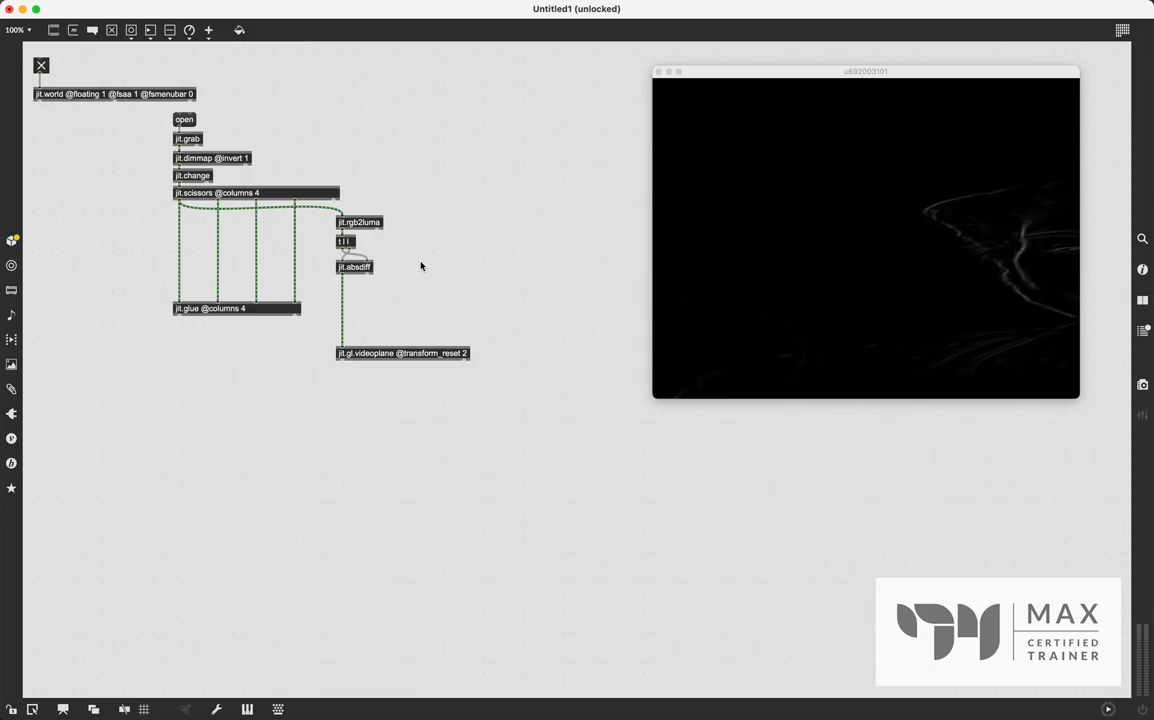 Untitled1 (unlocked)
100%
jit.world @floating 1 @fsaa 1 @fsmenubar 0
open
jit.grab
jit.dimmap @invert 1
jit.change
jit.scissors @columns 4
jit.rgb2luma
t l l
jit.absdiff
jit.glue @columns 4
jit.gl.videoplane @transform_reset 2
u692003101
MAX
CERTIFIED
TRAINER